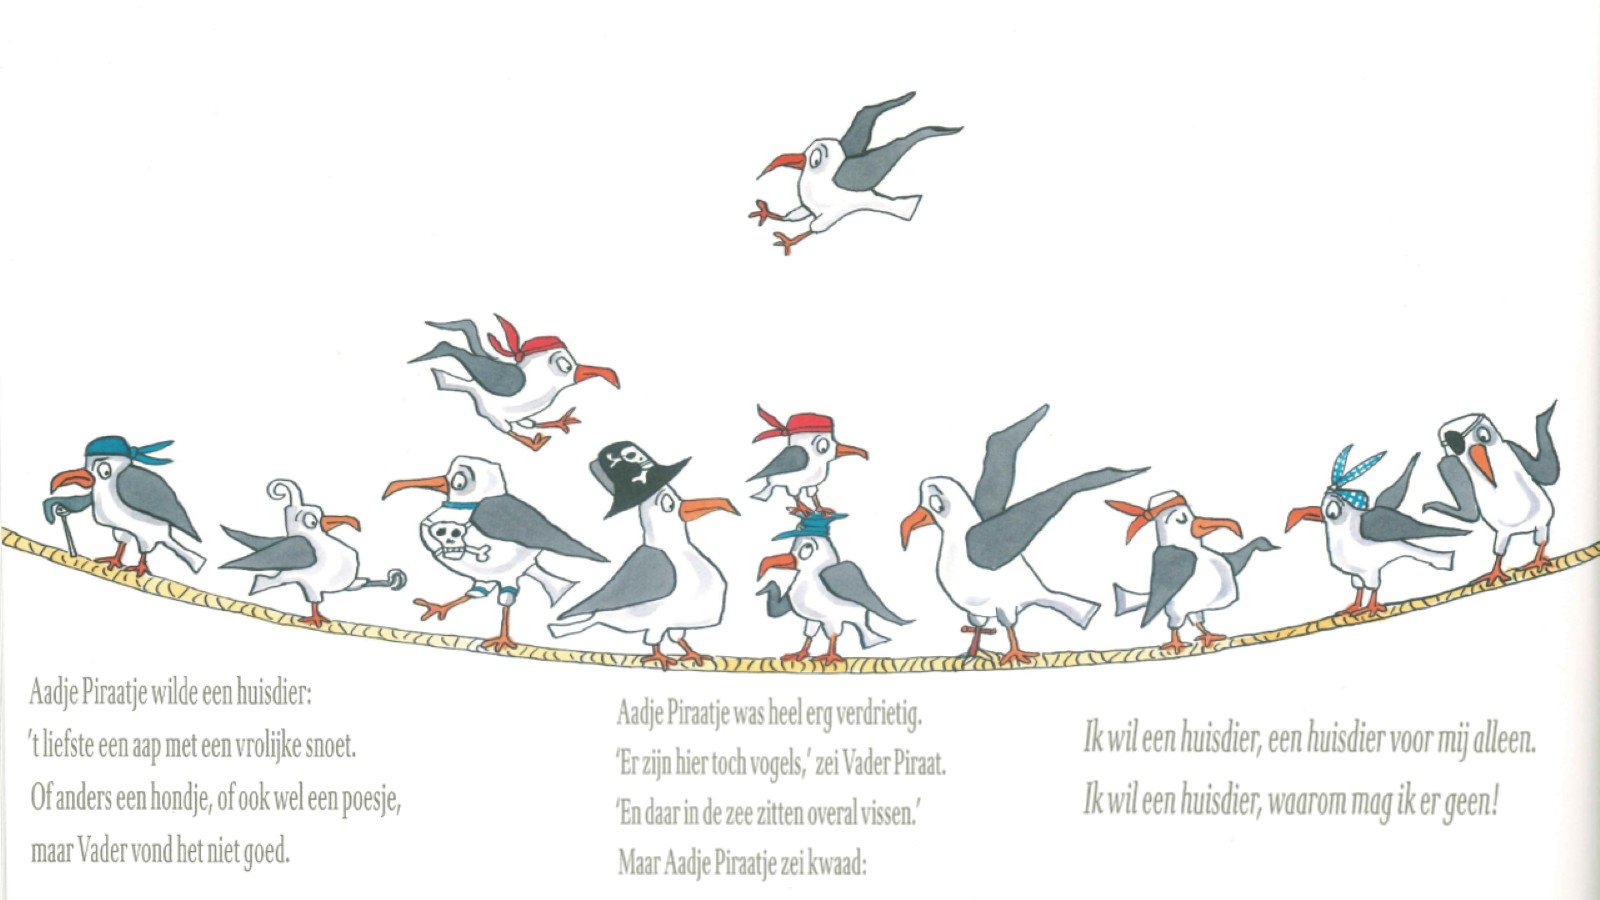 Aadje Piraatje wilde een huisdier:
't liefste een aap met een vrolijke snoet.
Of anders een hondje, of ook wel een poesje,
maar Vader vond het niet goed.
Aadje Piraatje was heel erg verdrietig.
'Er zijn hier toch vogels,' zei Vader Piraat.
'En daar in de zee zitten overal vissen.'
Maar Aadje Piraatje zei kwaad:
Ik wil een huisdier, een huisdier voor mij alleen.
Ik wil een huisdier, waarom mag ik er geen!